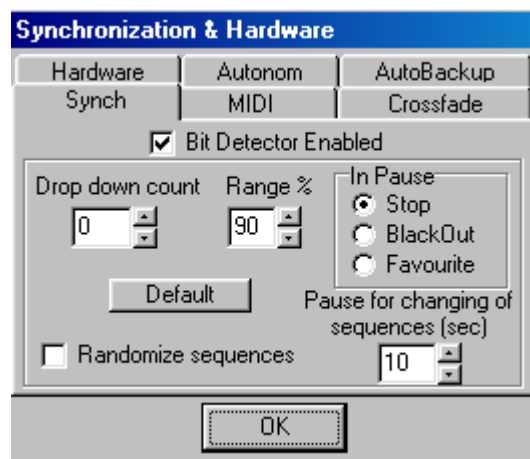 Synchronization & Hardware
Hardware Autonom AutoBackup
Synch MIDI Crossfade
Bit Detector Enabled
Drop down count Range % In Pause
0 90 Stop
BlackOut
Favourite
Default
Pause for changing of
sequences (sec)
Randomize sequences 10
OK